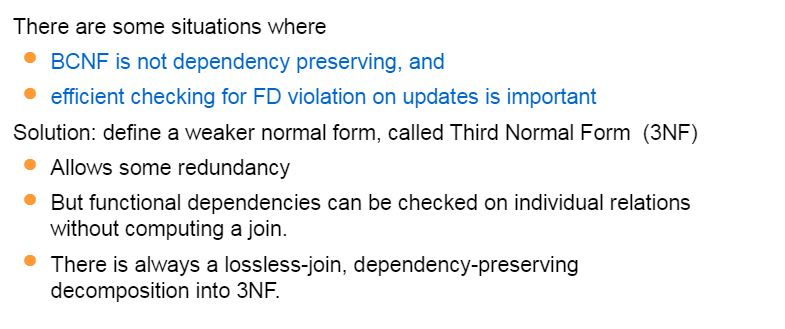 There are some situations where
BCNF is not dependency preserving, and
efficient checking for FD violation on updates is important
Solution: define a weaker normal form, called Third Normal Form (3NF)
Allows some redundancy
But functional dependencies can be checked on individual relations
without computing a join.
There is always a lossless-join, dependency-preserving
decomposition into 3NF.